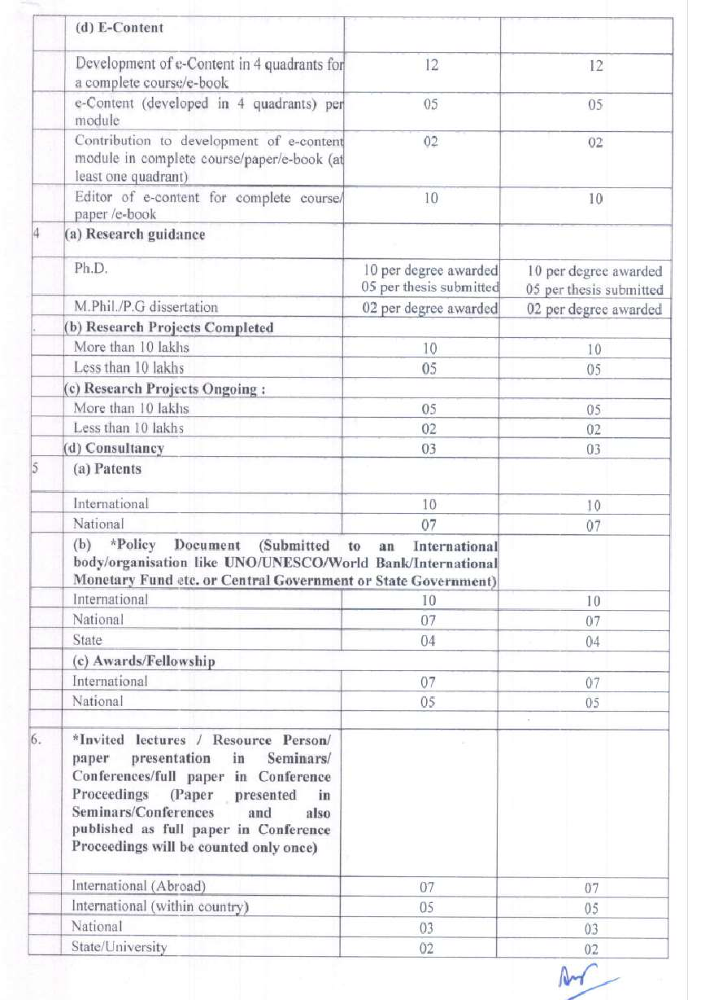 (d) E-Content
Development of e-Content in 4 quadrants for 12 12
a complete course/e-book
e-Content (developed in 4 quadrants) per 05 05
module
Contribution to development of e-content 02 02
module in complete course/paper/e-book (at
least one quadrant)
Editor of e-content for complete course/ 10 10
paper /e-book
4 (a) Research guidance
Ph.D. 10 per degree awarded 10 per degree awarded
05 per thesis submitted 05 per thesis submitted
M.Phil./P.G dissertation 02 per degree awarded 02 per degree awarded
(b) Research Projects Completed
More than 10 lakhs 10 10
Less than 10 lakhs 05 05
(c) Research Projects Ongoing :
More than 10 lakhs 05 05
Less than 10 lakhs 02 02
(d) Consultancy 03 03
5 (a) Patents
International 10 10
National 07 07
(b) *Policy Document (Submitted to an International
body/organisation like UNO/UNESCO/World Bank/International
Monetary Fund etc. or Central Government or State Government)
International 10 10
National 07 07
State 04 04
(c) Awards/Fellowship
International 07 07
National 05 05
6. *Invited lectures / Resource Person/
paper presentation in Seminars/
Conferences/full paper in Conference
Proceedings (Paper presented in
Seminars/Conferences and also
published as full paper in Conference
Proceedings will be counted only once)
International (Abroad) 07 07
International (within country) 05 05
National 03 03
State/University 02 02